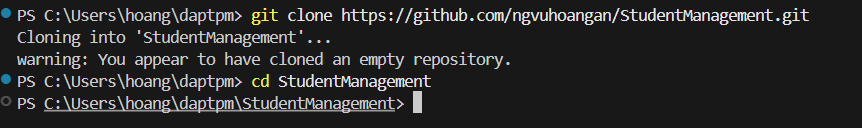 PS C:\Users\hoang\daptpm> git clone https://github.com/ngvuhoangan/StudentManagement.git
Cloning into 'StudentManagement'...
warning: You appear to have cloned an empty repository.
PS C:\Users\hoang\daptpm> cd StudentManagement
PS C:\Users\hoang\daptpm\StudentManagement>